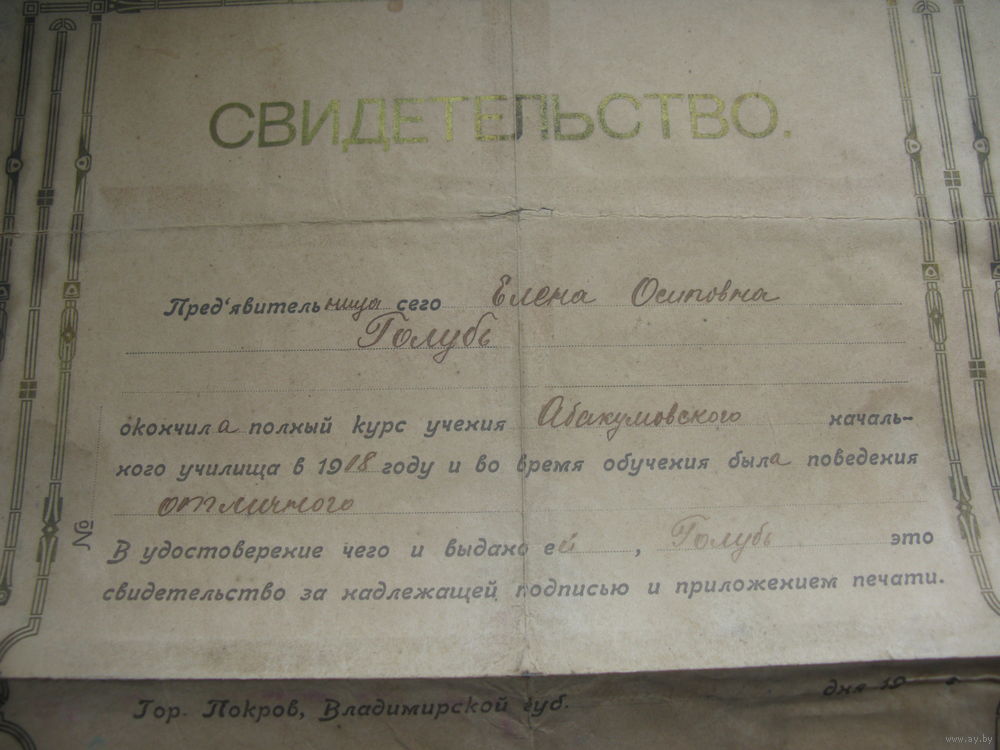 СВИДЕТЕЛЬСТВО.
Пред'явительница сего Елена Осиповна
Голубь
окончила полный курс учения Абакумовского началь-
ного училища в 1918 году и во время обучения была поведения
отличного
№
В удостоверение чего и выдано ей , Голубь это
свидетельство за надлежащей подписью и приложением печати.
Гор. Покров, Владимирской губ. дня 19
www.ay.by